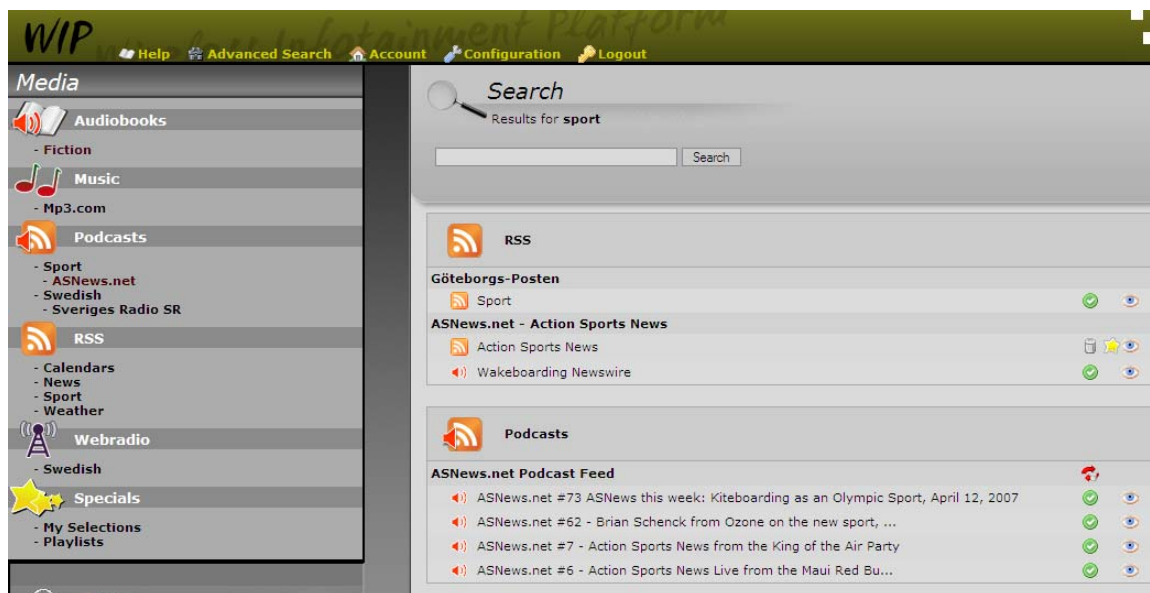 WIP
Infotainment Platform
Help Advanced Search Account Configuration Logout
Media
Audiobooks
- Fiction
Music
- Mp3.com
Podcasts
- Sport
- ASNews.net
- Swedish
- Sveriges Radio SR
RSS
- Calendars
- News
- Sport
- Weather
Webradio
- Swedish
Specials
- My Selections
- Playlists
Search
Results for sport
Search
RSS
Göteborgs-Posten
Sport
ASNews.net - Action Sports News
Action Sports News
Wakeboarding Newswire
Podcasts
ASNews.net Podcast Feed
ASNews.net #73 ASNews this week: Kiteboarding as an Olympic Sport, April 12, 2007
ASNews.net #62 - Brian Schenck from Ozone on the new sport, ...
ASNews.net #7 - Action Sports News from the King of the Air Party
ASNews.net #6 - Action Sports News Live from the Maui Red Bu...